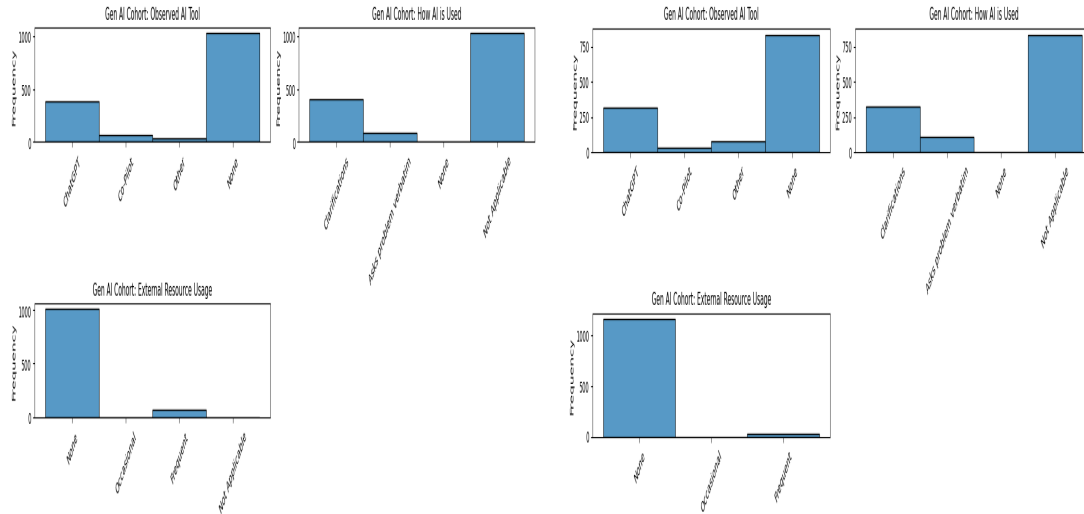 Gen AI Cohort: Observed AI Tool
Frequency
1000
500
0
ChatGPT
Co-Pilot
Other
None
Gen AI Cohort: How AI is Used
Frequency
1000
500
0
Clarifications
Asks problem verbatim
None
Not Applicable
Gen AI Cohort: External Resource Usage
Frequency
1000
500
0
None
Occasional
Frequent
Not Applicable
Gen AI Cohort: Observed AI Tool
Frequency
750
500
250
0
ChatGPT
Co-Pilot
Other
None
Gen AI Cohort: How AI is Used
Frequency
750
500
250
0
Clarifications
Asks problem verbatim
None
Not Applicable
Gen AI Cohort: External Resource Usage
Frequency
1000
500
0
None
Occasional
Frequent